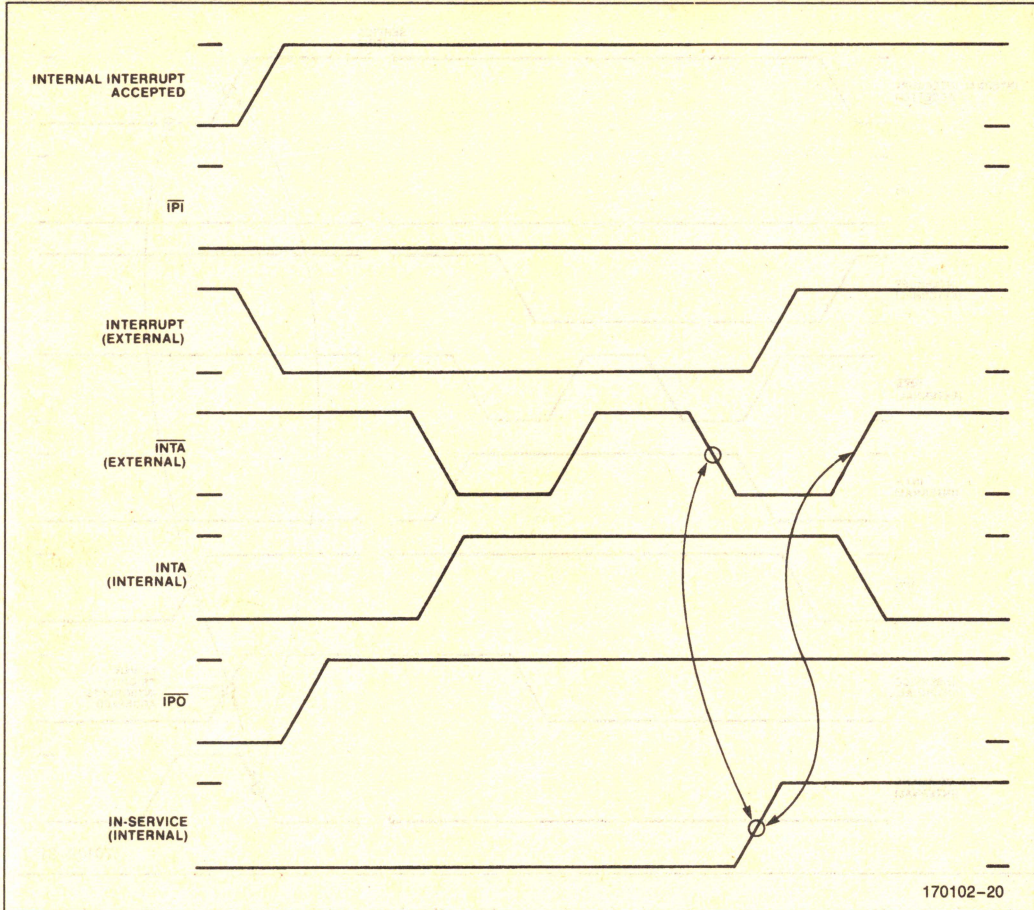 INTERNAL INTERRUPT
ACCEPTED
IPI
INTERRUPT
(EXTERNAL)
INTA
(EXTERNAL)
INTA
(INTERNAL)
IPO
IN-SERVICE
(INTERNAL)
170102-20